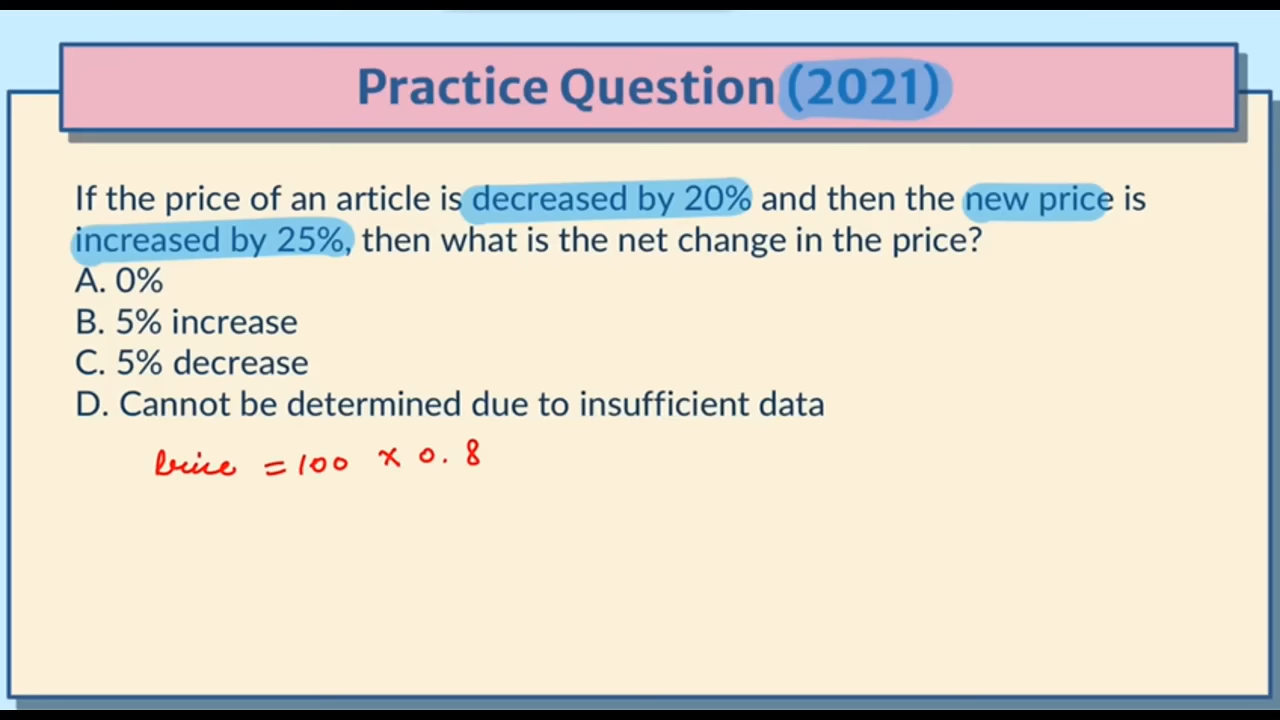 Practice Question (2021)
If the price of an article is decreased by 20% and then the new price is
increased by 25%, then what is the net change in the price?
A. 0%
B. 5% increase
C. 5% decrease
D. Cannot be determined due to insufficient data
Price = 100 × 0.8